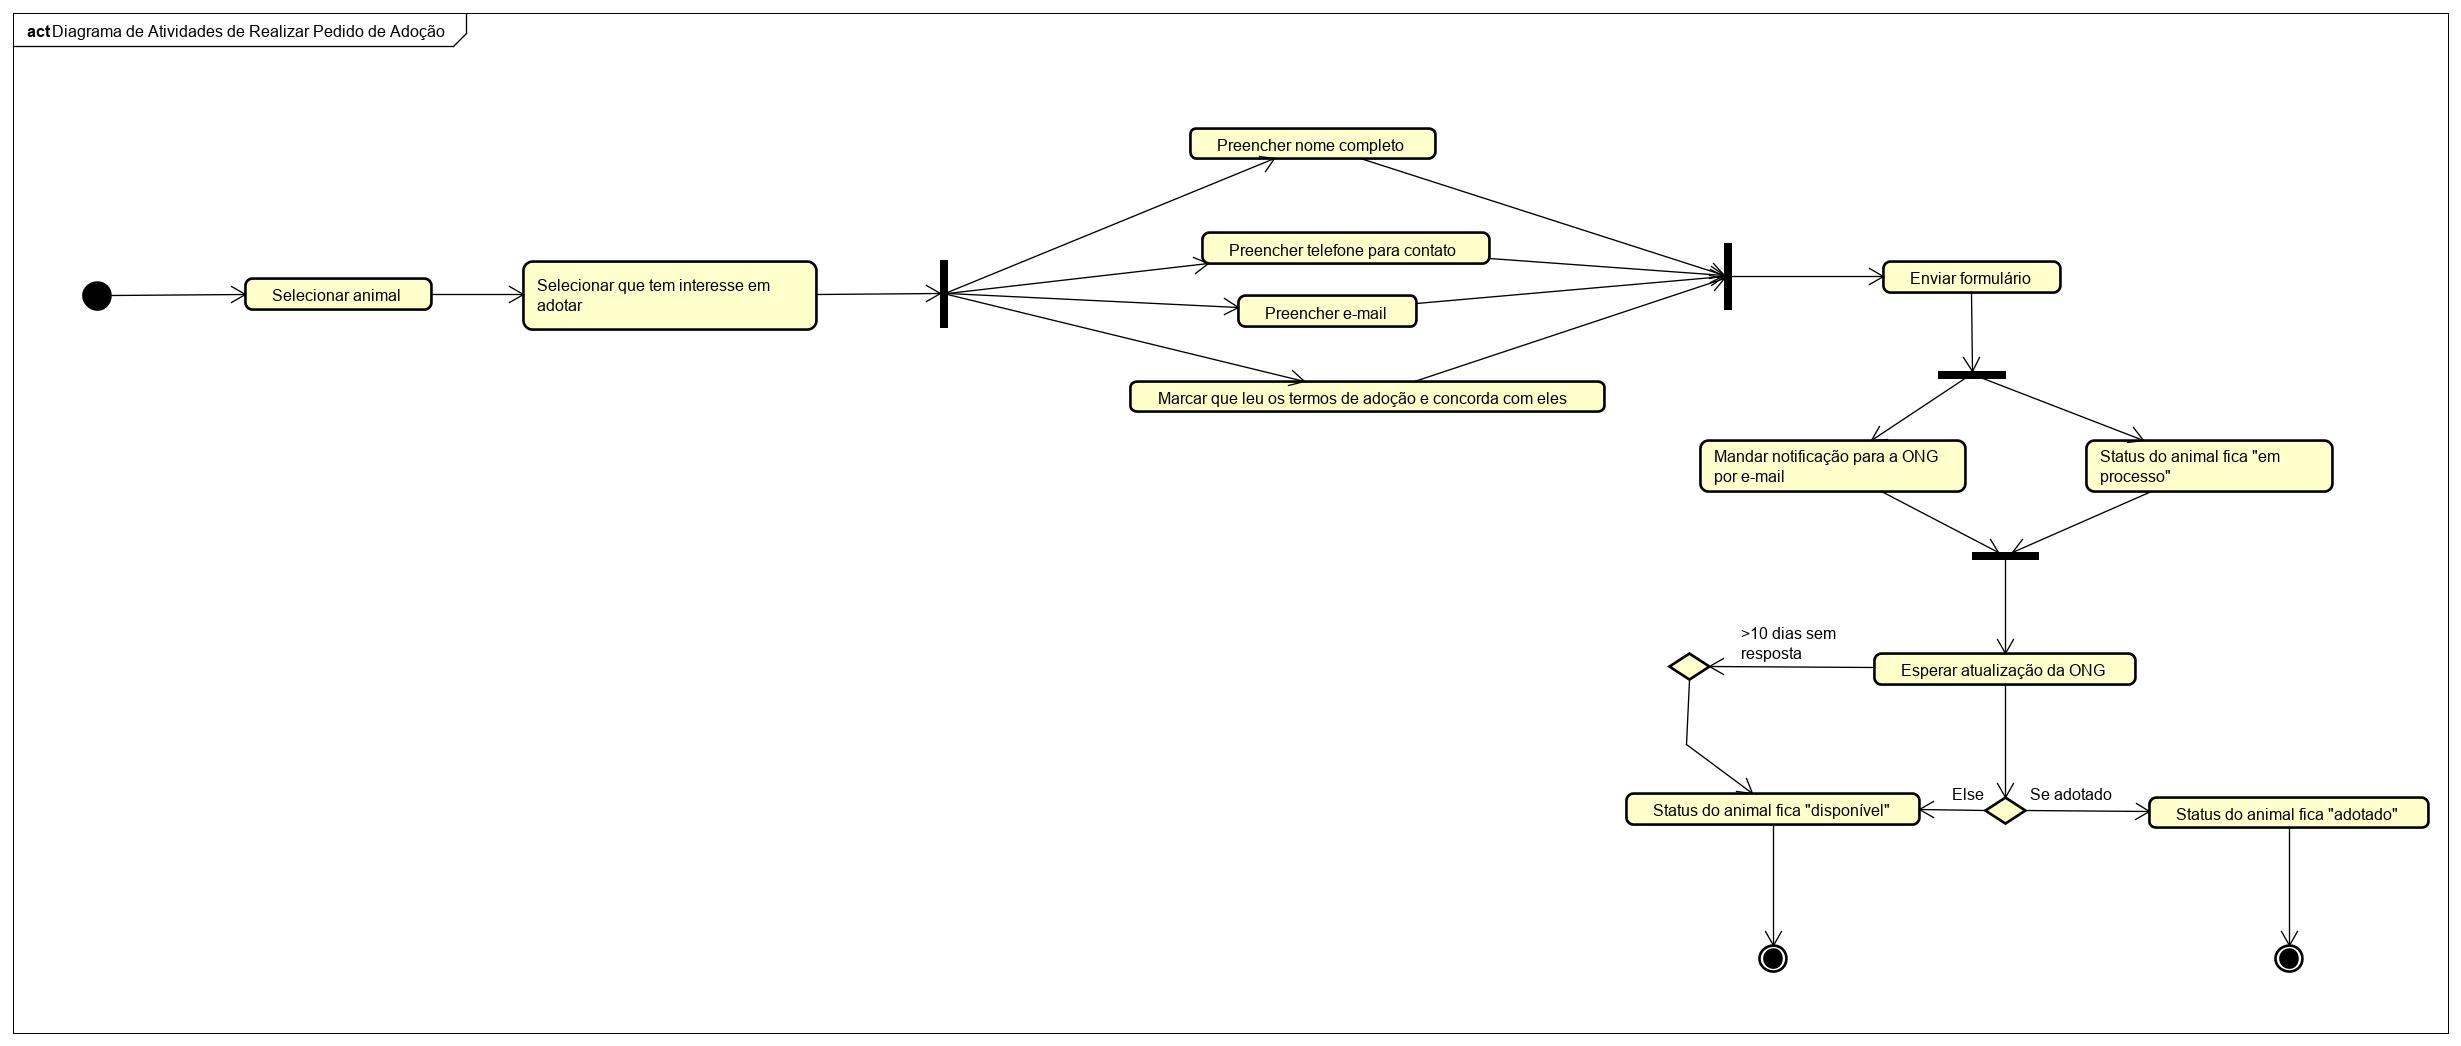 act Diagrama de Atividades de Realizar Pedido de Adoção
Preencher nome completo
Preencher telefone para contato
Selecionar animal
Selecionar que tem interesse em
adotar
Preencher e-mail
Enviar formulário
Marcar que leu os termos de adoção e concorda com eles
Mandar notificação para a ONG
por e-mail
Status do animal fica "em
processo"
>10 dias sem
resposta
Esperar atualização da ONG
Else
Se adotado
Status do animal fica "disponível"
Status do animal fica "adotado"